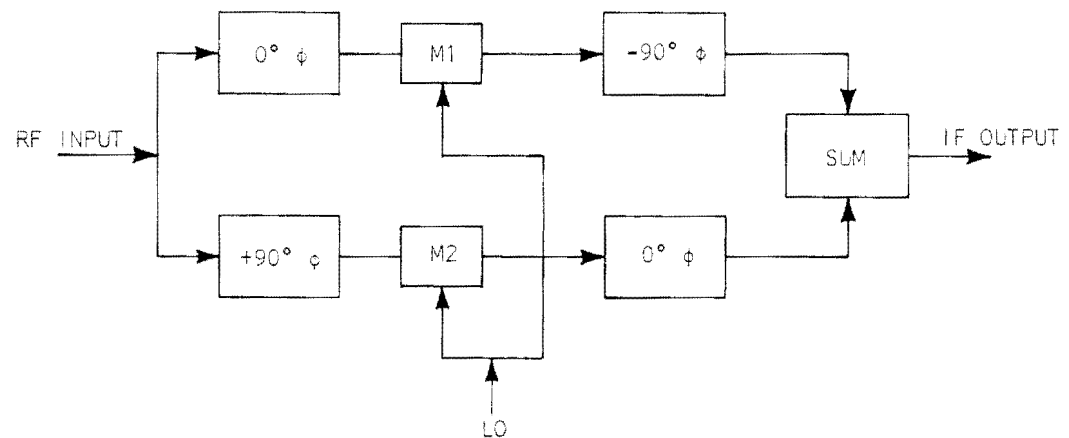 0° ϕ
M1
-90° ϕ
RF INPUT
SUM
IF OUTPUT
+90° ϕ
M2
0° ϕ
LO